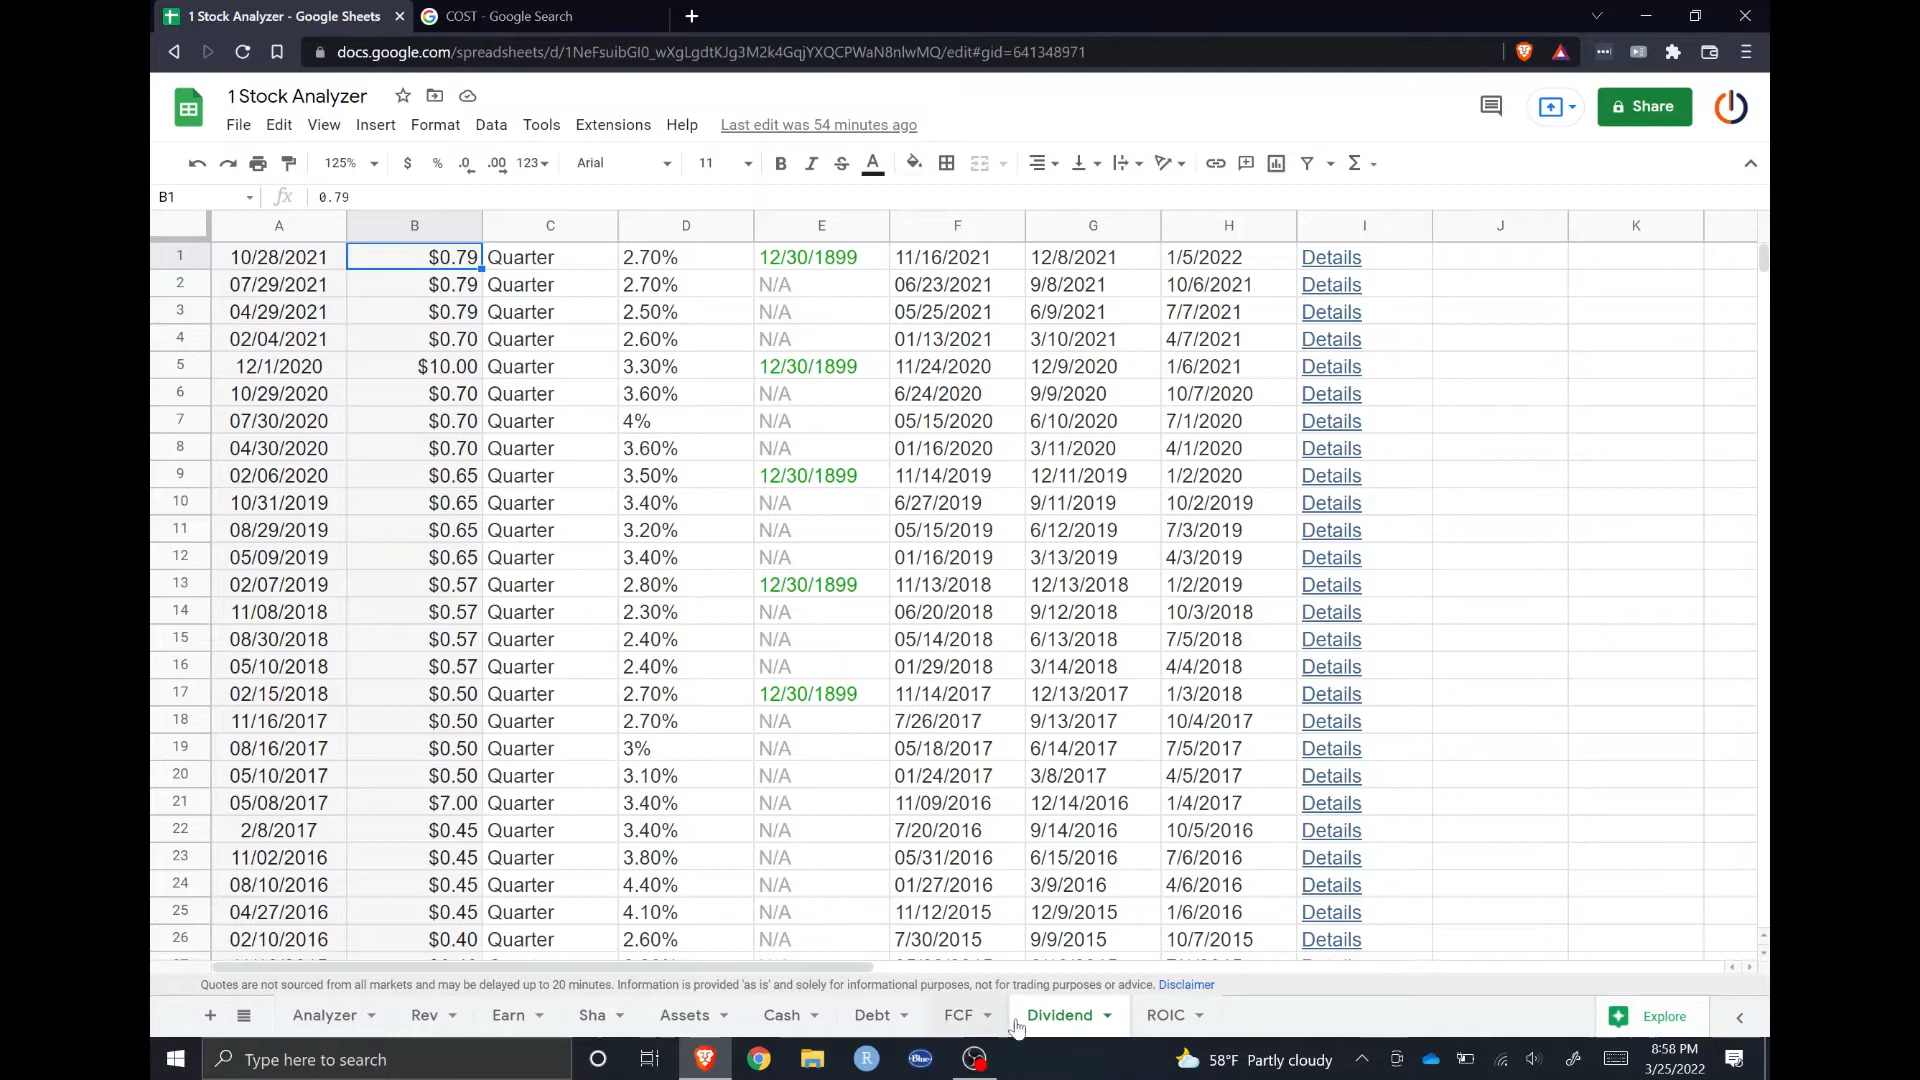 1 Stock Analyzer - Google Sheets
COST - Google Search
docs.google.com/spreadsheets/d/1NeFsuibGI0_wXgLgdtKJg3M2k4GqjYXQCPWaN8nlwMQ/edit#gid=641348971
1 Stock Analyzer
Share
File Edit View Insert Format Data Tools Extensions Help Last edit was 54 minutes ago
125% $ % .0 .00 123 Arial 11 B I S A
B1 fx 0.79
A B C D E F G H I J K
1 10/28/2021 $0.79 Quarter 2.70% 12/30/1899 11/16/2021 12/8/2021 1/5/2022 Details
2 07/29/2021 $0.79 Quarter 2.70% N/A 06/23/2021 9/8/2021 10/6/2021 Details
3 04/29/2021 $0.79 Quarter 2.50% N/A 05/25/2021 6/9/2021 7/7/2021 Details
4 02/04/2021 $0.70 Quarter 2.60% N/A 01/13/2021 3/10/2021 4/7/2021 Details
5 12/1/2020 $10.00 Quarter 3.30% 12/30/1899 11/24/2020 12/9/2020 1/6/2021 Details
6 10/29/2020 $0.70 Quarter 3.60% N/A 6/24/2020 9/9/2020 10/7/2020 Details
7 07/30/2020 $0.70 Quarter 4% N/A 05/15/2020 6/10/2020 7/1/2020 Details
8 04/30/2020 $0.70 Quarter 3.60% N/A 01/16/2020 3/11/2020 4/1/2020 Details
9 02/06/2020 $0.65 Quarter 3.50% 12/30/1899 11/14/2019 12/11/2019 1/2/2020 Details
10 10/31/2019 $0.65 Quarter 3.40% N/A 6/27/2019 9/11/2019 10/2/2019 Details
11 08/29/2019 $0.65 Quarter 3.20% N/A 05/15/2019 6/12/2019 7/3/2019 Details
12 05/09/2019 $0.65 Quarter 3.40% N/A 01/16/2019 3/13/2019 4/3/2019 Details
13 02/07/2019 $0.57 Quarter 2.80% 12/30/1899 11/13/2018 12/13/2018 1/2/2019 Details
14 11/08/2018 $0.57 Quarter 2.30% N/A 06/20/2018 9/12/2018 10/3/2018 Details
15 08/30/2018 $0.57 Quarter 2.40% N/A 05/14/2018 6/13/2018 7/5/2018 Details
16 05/10/2018 $0.57 Quarter 2.40% N/A 01/29/2018 3/14/2018 4/4/2018 Details
17 02/15/2018 $0.50 Quarter 2.70% 12/30/1899 11/14/2017 12/13/2017 1/3/2018 Details
18 11/16/2017 $0.50 Quarter 2.70% N/A 7/26/2017 9/13/2017 10/4/2017 Details
19 08/16/2017 $0.50 Quarter 3% N/A 05/18/2017 6/14/2017 7/5/2017 Details
20 05/10/2017 $0.50 Quarter 3.10% N/A 01/24/2017 3/8/2017 4/5/2017 Details
21 05/08/2017 $7.00 Quarter 3.40% N/A 11/09/2016 12/14/2016 1/4/2017 Details
22 2/8/2017 $0.45 Quarter 3.40% N/A 7/20/2016 9/14/2016 10/5/2016 Details
23 11/02/2016 $0.45 Quarter 3.80% N/A 05/31/2016 6/15/2016 7/6/2016 Details
24 08/10/2016 $0.45 Quarter 4.40% N/A 01/27/2016 3/9/2016 4/6/2016 Details
25 04/27/2016 $0.45 Quarter 4.10% N/A 11/12/2015 12/9/2015 1/6/2016 Details
26 02/10/2016 $0.40 Quarter 2.60% N/A 7/30/2015 9/9/2015 10/7/2015 Details
Quotes are not sourced from all markets and may be delayed up to 20 minutes. Information is provided 'as is' and solely for informational purposes, not for trading purposes or advice. Disclaimer
Analyzer Rev Earn Sha Assets Cash Debt FCF Dividend ROIC Explore
Type here to search R Blue 58°F Partly cloudy 8:58 PM
3/25/2022